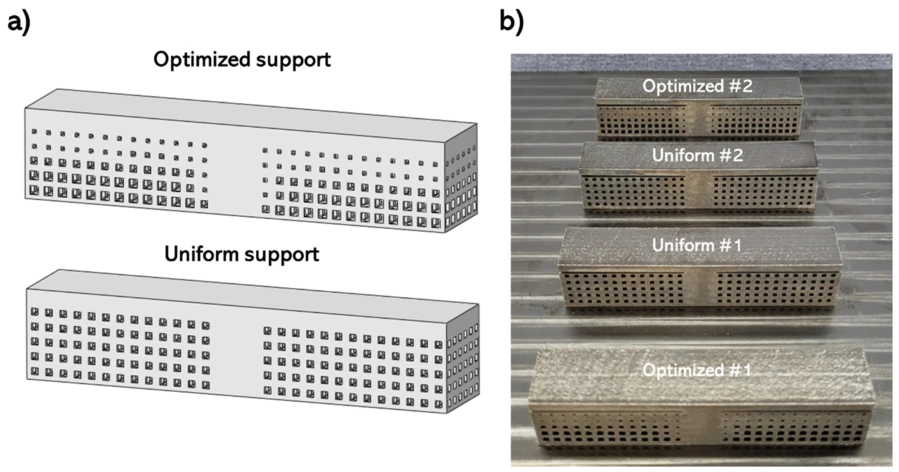 a)
Optimized support
Uniform support
b)
Optimized #2
Uniform #2
Uniform #1
Optimized #1